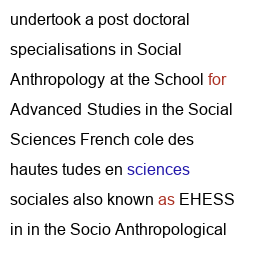 undertook a post doctoral
specialisations in Social
Anthropology at the School for
Advanced Studies in the Social
Sciences French cole des
hautes tudes en sciences
sociales also known as EHESS
in in the Socio Anthropological